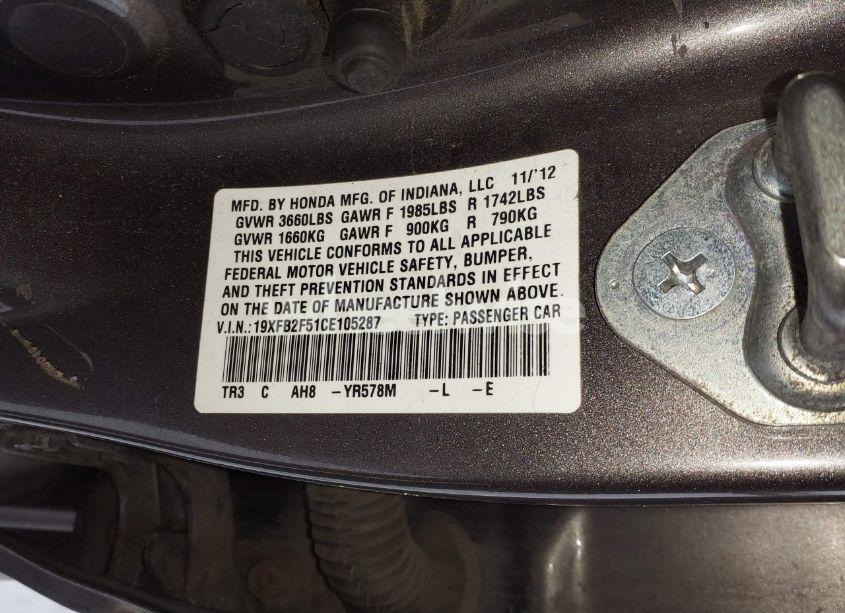 MFD. BY HONDA MFG. OF INDIANA, LLC 11/'12
GVWR 3660LBS GAWR F 1985LBS R 1742LBS
GVWR 1660KG GAWR F 900KG R 790KG
THIS VEHICLE CONFORMS TO ALL APPLICABLE
FEDERAL MOTOR VEHICLE SAFETY, BUMPER,
AND THEFT PREVENTION STANDARDS IN EFFECT
ON THE DATE OF MANUFACTURE SHOWN ABOVE.
V.I.N.:19XFB2F51CE105287 TYPE: PASSENGER CAR
TR3 C AH8 -YR578M -L -E